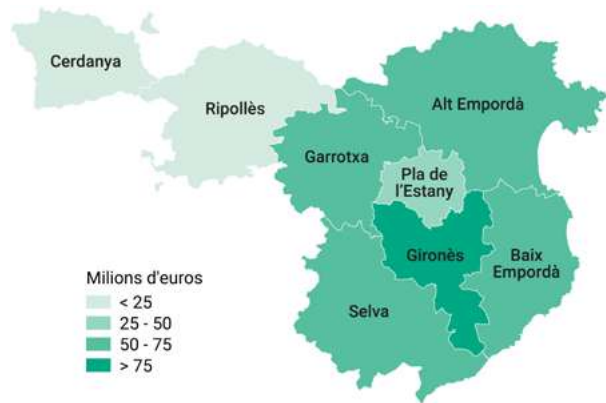 Cerdanya
Ripollès
Alt Empordà
Garrotxa
Pla de
l'Estany
Gironès
Baix
Empordà
Selva
Milions d'euros
< 25
25 - 50
50 - 75
> 75